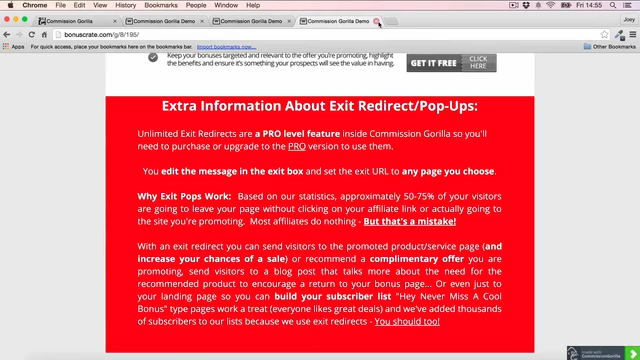 Chrome File Edit View History Bookmarks People Window Help
Fri 14:55
Commission Gorilla
Commission Gorilla Demo
Commission Gorilla Demo
Commission Gorilla Demo
Joey
bonuscrate.com/g/8/195/
Apps For quick access, place your bookmarks here on the bookmarks bar. Import bookmarks now...
Other Bookmarks
Keep your bonuses targeted and relevant to the offer you're promoting, highlight
the benefits and ensure it's something your prospects will see the value in having.
GET IT FREE
CLICK
HERE
Extra Information About Exit Redirect/Pop-Ups:
Unlimited Exit Redirects are a PRO level feature inside Commission Gorilla so you'll
need to purchase or upgrade to the PRO version to use them.
You edit the message in the exit box and set the exit URL to any page you choose.
Why Exit Pops Work: Based on our statistics, approximately 50-75% of your visitors
are going to leave your page without clicking on your affiliate link or actually going to
the site you're promoting. Most affiliates do nothing - But that's a mistake!
With an exit redirect you can send visitors to the promoted product/service page (and
increase your chances of a sale) or recommend a complimentary offer you are
promoting, send visitors to a blog post that talks more about the need for the
recommended product to encourage a return to your bonus page... Or even just to
your landing page so you can build your subscriber list "Hey Never Miss A Cool
Bonus" type pages work a treat (everyone likes great deals) and we've added thousands
of subscribers to our lists because we use exit redirects - You should too!
made with
CommissionGorilla